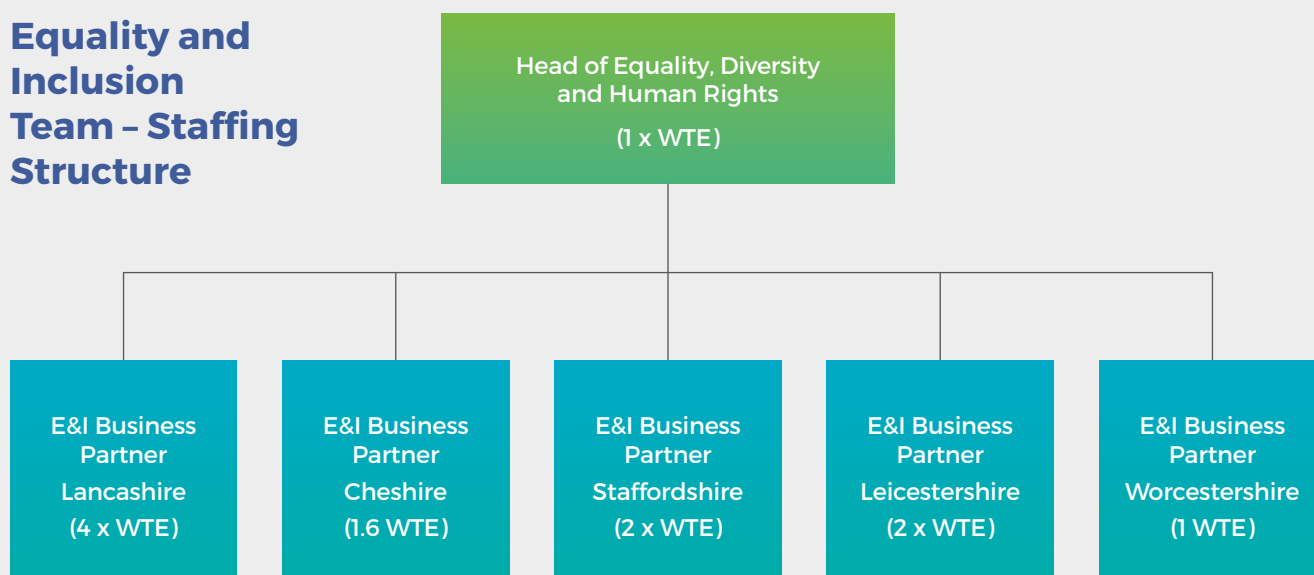 Equality and
Inclusion
Team – Staffing
Structure
Head of Equality, Diversity
and Human Rights
(1 x WTE)
E&I Business
Partner
Lancashire
(4 x WTE)
E&I Business
Partner
Cheshire
(1.6 WTE)
E&I Business
Partner
Staffordshire
(2 x WTE)
E&I Business
Partner
Leicestershire
(2 x WTE)
E&I Business
Partner
Worcestershire
(1 WTE)